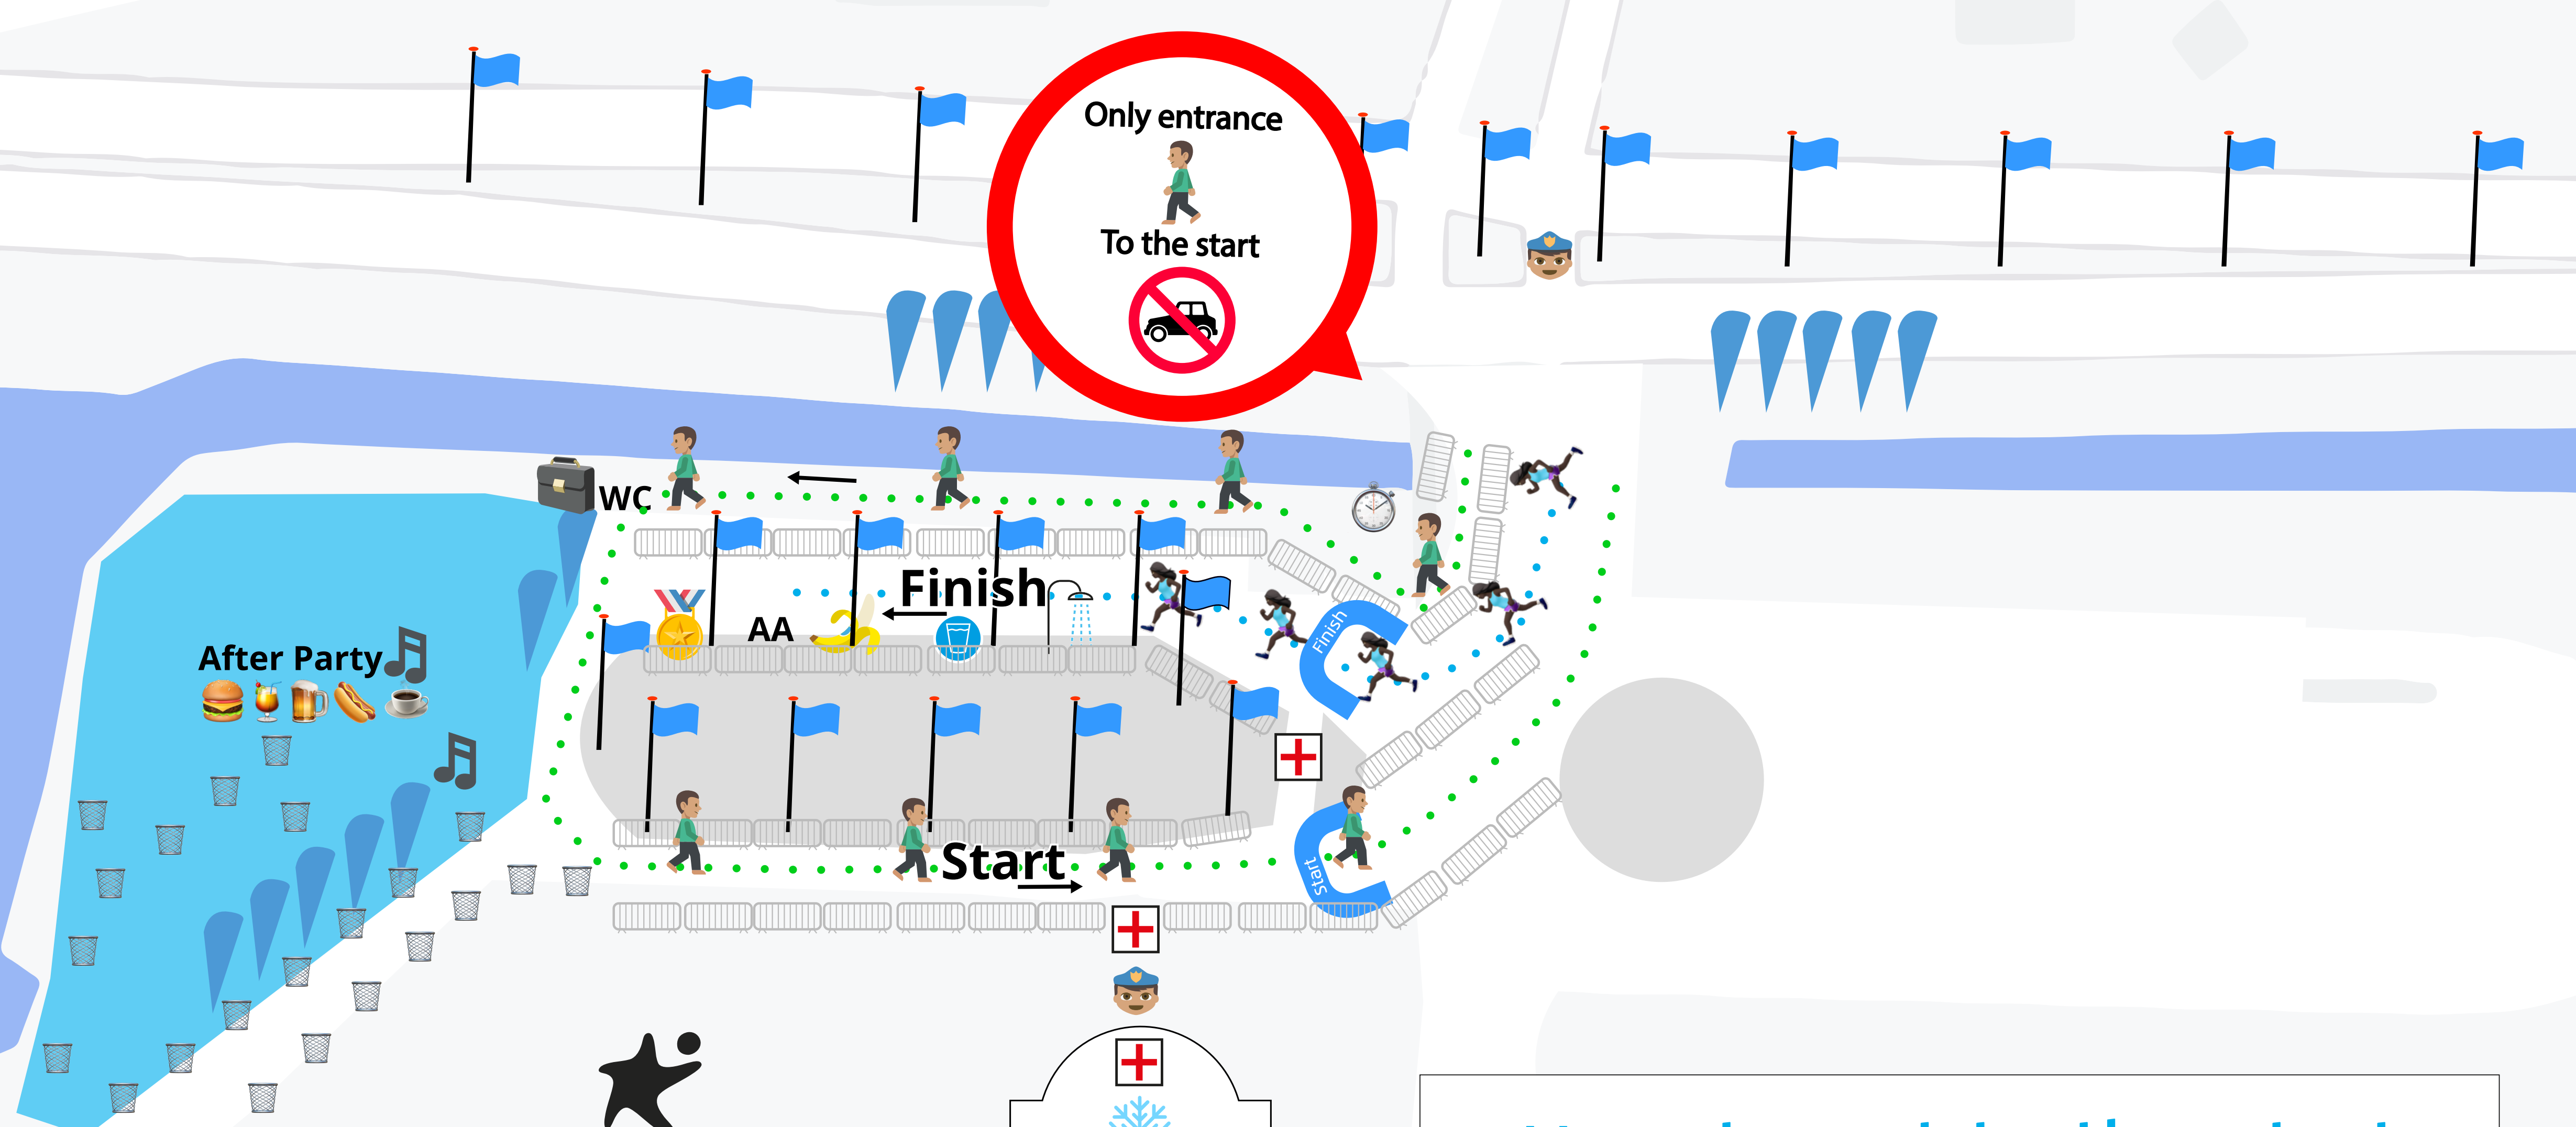 Only entrance
To the start
WC
Finish
AA
Finish
After Party
Start
Start